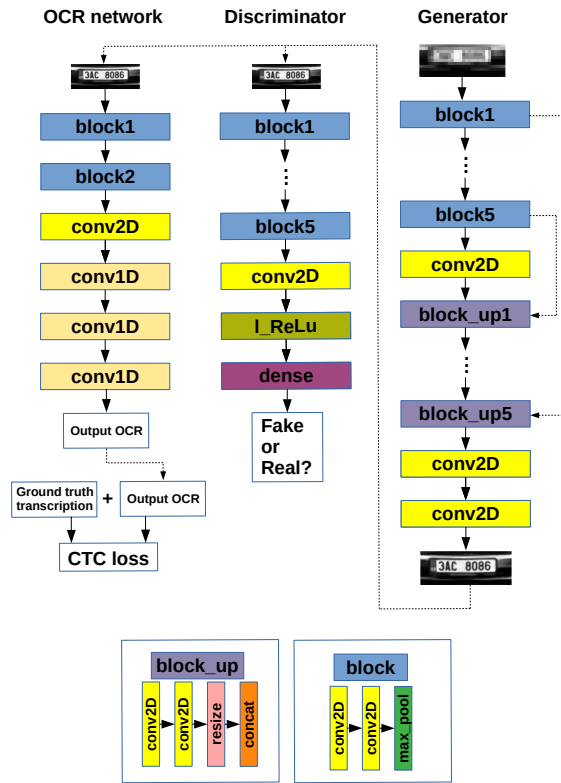 OCR network
Discriminator
Generator
3AC 8086
block1
block2
conv2D
conv1D
conv1D
conv1D
Output OCR
Ground truth
transcription
+
Output OCR
CTC loss
3AC 8086
block1
block5
conv2D
l_ReLu
dense
Fake
or
Real?
block1
block5
conv2D
block_up1
block_up5
conv2D
conv2D
3AC 8086
block_up
conv2D
conv2D
resize
concat
block
conv2D
conv2D
max_pool